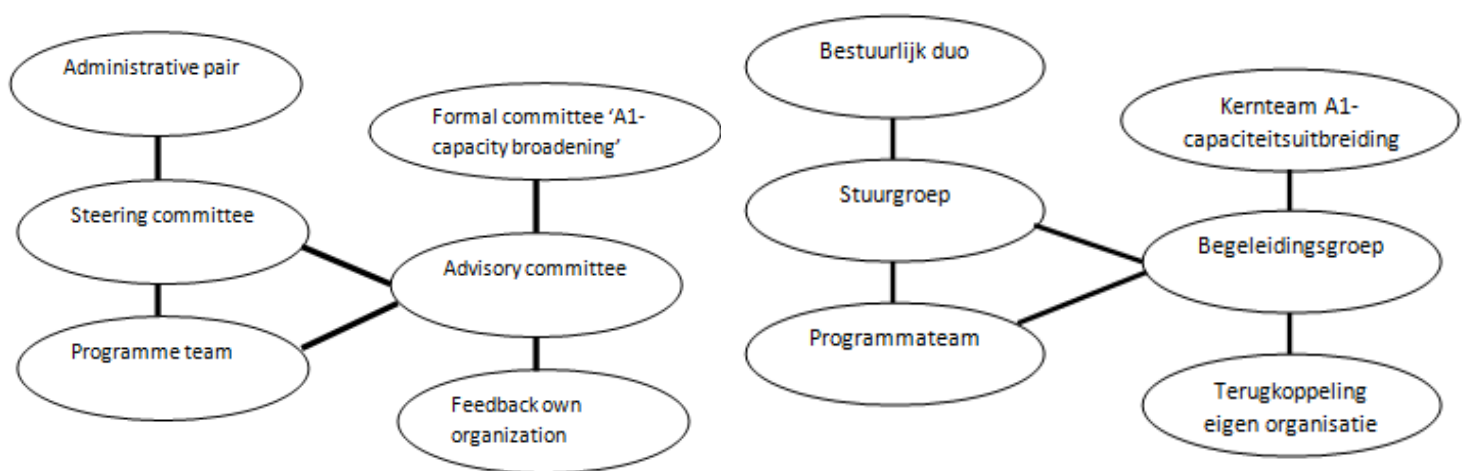 Administrative pair
Formal committee ‘A1-
capacity broadening’
Steering committee
Advisory committee
Programme team
Feedback own
organization
Bestuurlijk duo
Kernteam A1-
capaciteitsuitbreiding
Stuurgroep
Begeleidingsgroep
Programmateam
Terugkoppeling
eigen organisatie